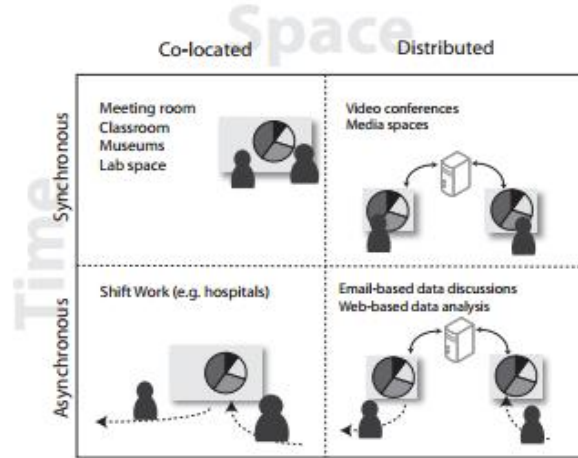 Space
Co-located
Distributed
Time
Synchronous
Meeting room
Classroom
Museums
Lab space
Video conferences
Media spaces
Asynchronous
Shift Work (e.g. hospitals)
Email-based data discussions
Web-based data analysis